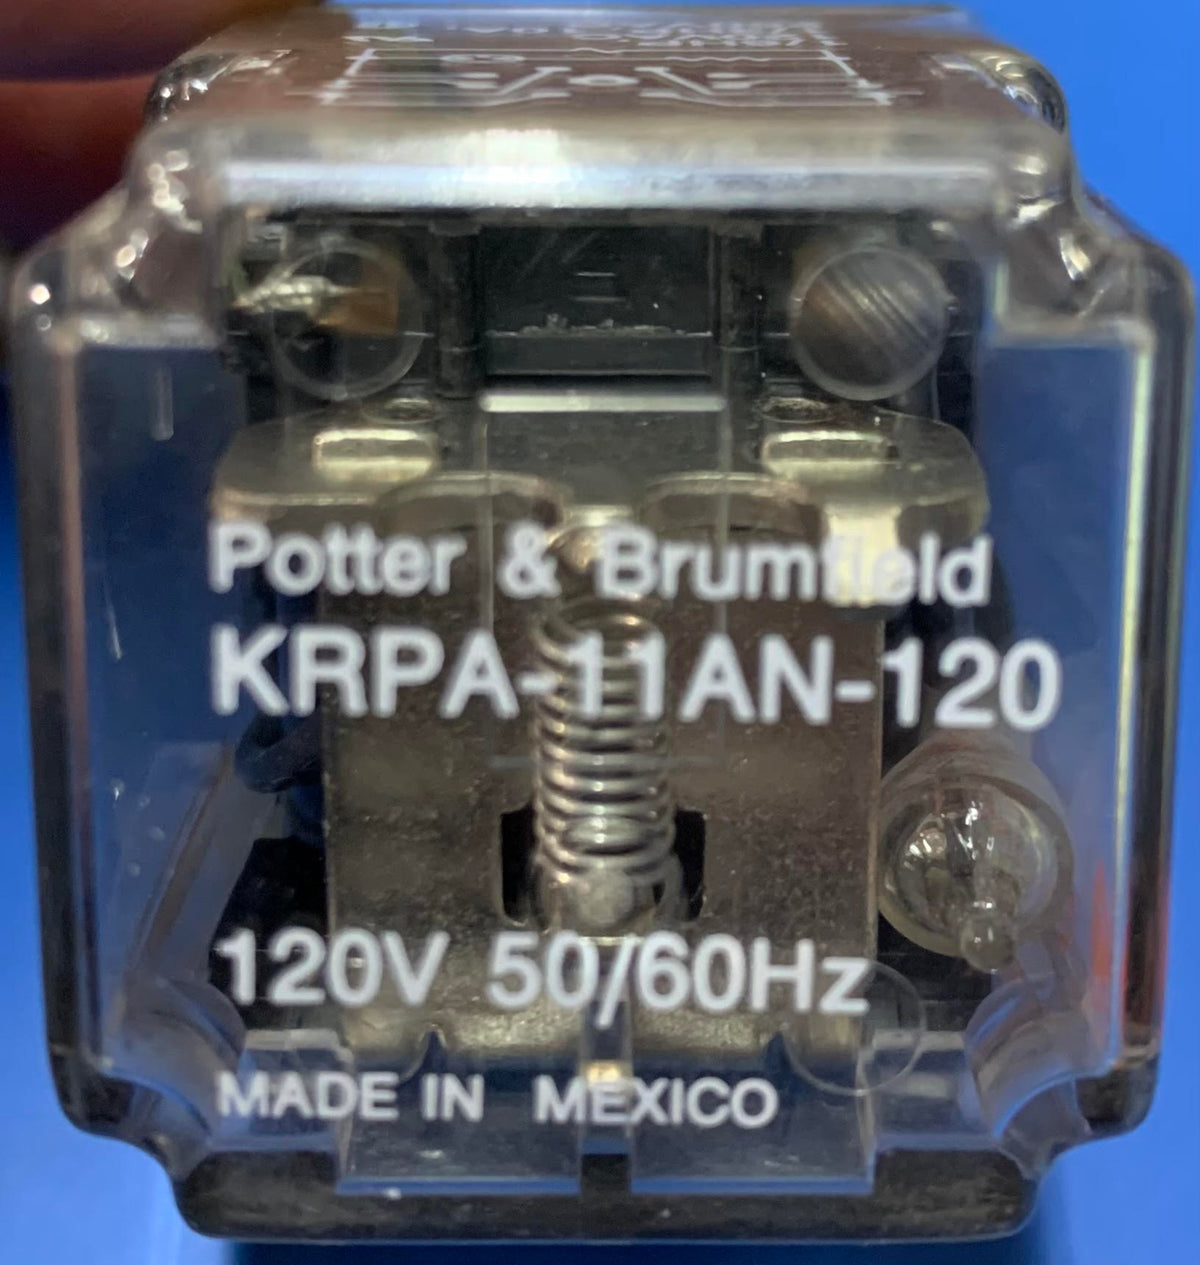 Potter & Brumfield
KRPA-11AN-120
120V 50/60Hz
MADE IN MEXICO